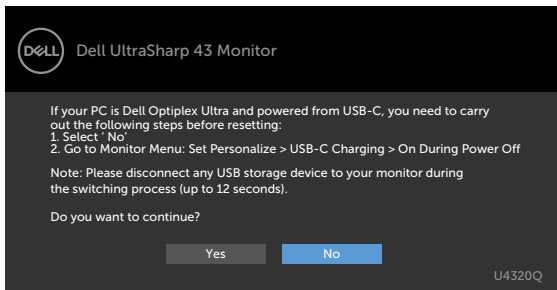 DELL
Dell UltraSharp 43 Monitor
If your PC is Dell Optiplex Ultra and powered from USB-C, you need to carry
out the following steps before resetting:
1. Select ‘ No’
2. Go to Monitor Menu: Set Personalize > USB-C Charging > On During Power Off
Note: Please disconnect any USB storage device to your monitor during
the switching process (up to 12 seconds).
Do you want to continue?
Yes No
U4320Q